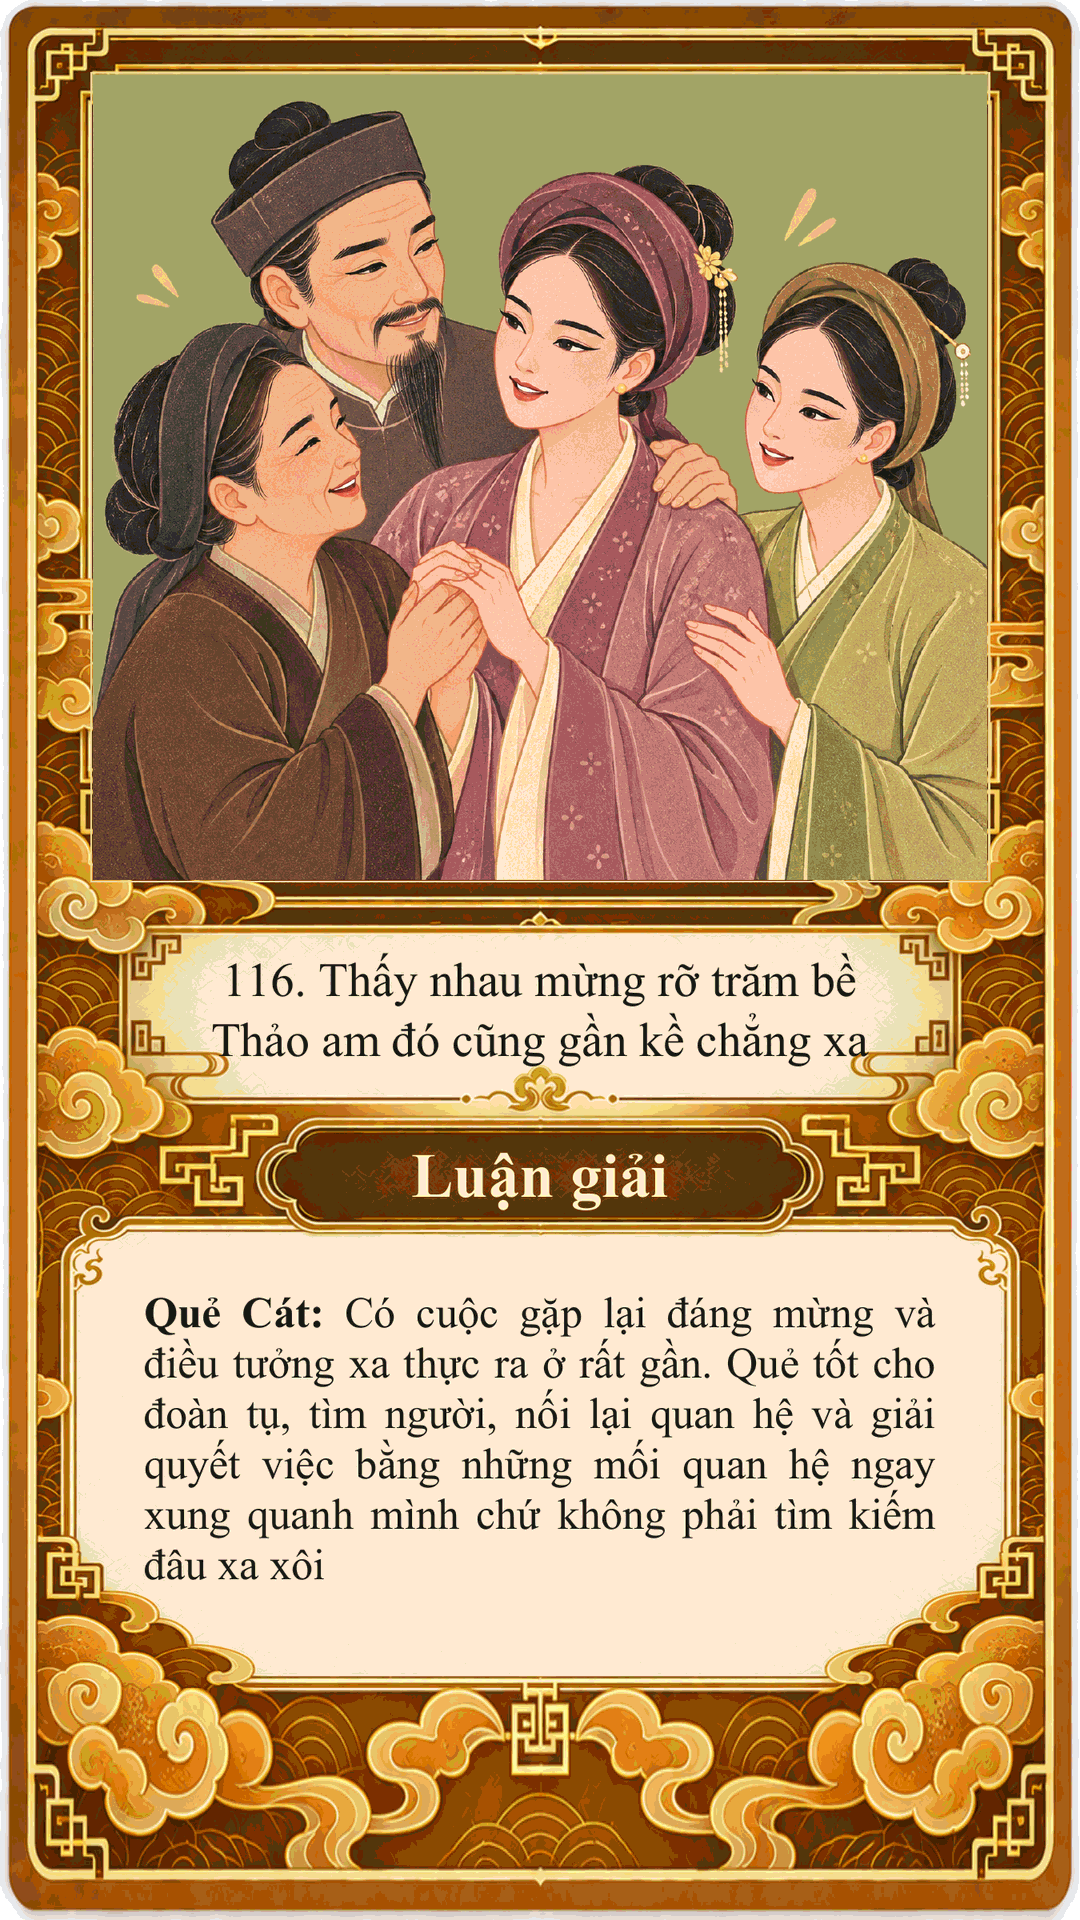 116. Thấy nhau mừng rỡ trăm bề
Thảo am đó cũng gần kề chẳng xa
Luận giải
Quẻ Cát: Có cuộc gặp lại đáng mừng và
điều tưởng xa thực ra ở rất gần. Quẻ tốt cho
đoàn tụ, tìm người, nối lại quan hệ và giải
quyết việc bằng những mối quan hệ ngay
xung quanh mình chứ không phải tìm kiếm
đâu xa xôi